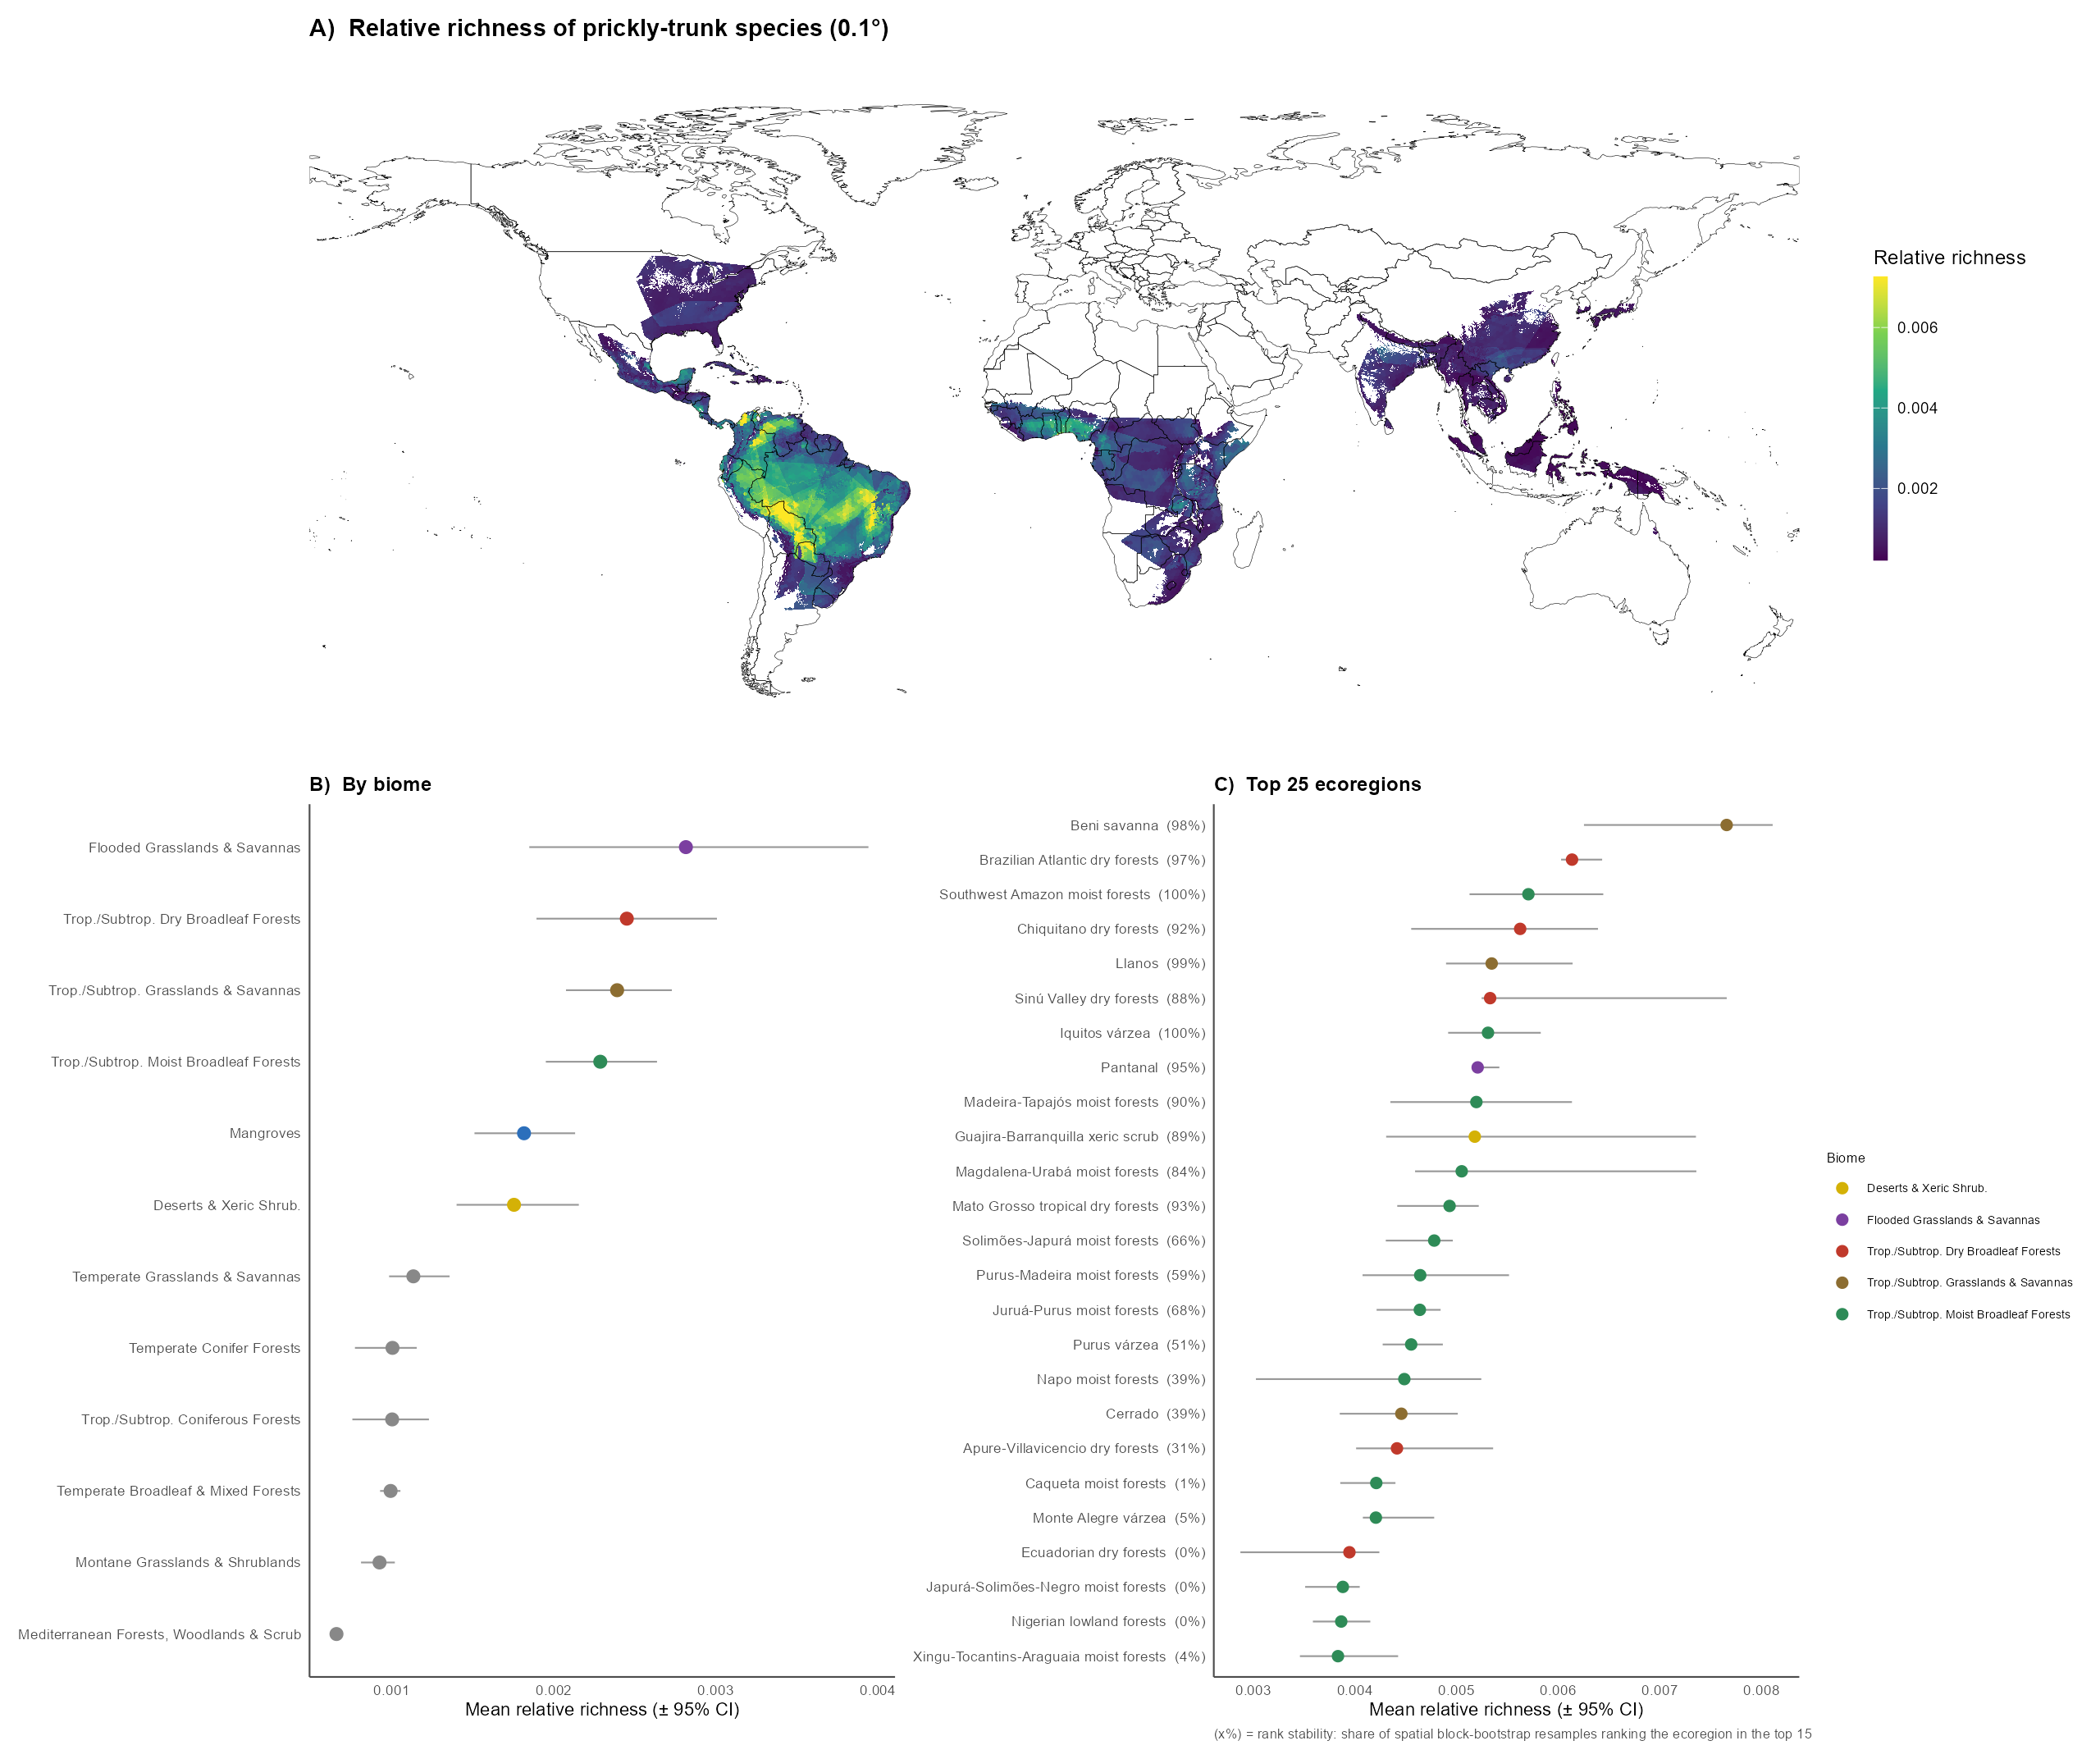 A)  Relative richness of prickly-trunk species (0.1°)
Relative richness
0.006
0.004
0.002
B)  By biome
Flooded Grasslands & Savannas
Trop./Subtrop. Dry Broadleaf Forests
Trop./Subtrop. Grasslands & Savannas
Trop./Subtrop. Moist Broadleaf Forests
Mangroves
Deserts & Xeric Shrub.
Temperate Grasslands & Savannas
Temperate Conifer Forests
Trop./Subtrop. Coniferous Forests
Temperate Broadleaf & Mixed Forests
Montane Grasslands & Shrublands
Mediterranean Forests, Woodlands & Scrub
0.001 0.002 0.003 0.004
Mean relative richness (± 95% CI)
C)  Top 25 ecoregions
Beni savanna (98%)
Brazilian Atlantic dry forests (97%)
Southwest Amazon moist forests (100%)
Chiquitano dry forests (92%)
Llanos (99%)
Sinú Valley dry forests (88%)
Iquitos várzea (100%)
Pantanal (95%)
Madeira-Tapajós moist forests (90%)
Guajira-Barranquilla xeric scrub (89%)
Magdalena-Urabá moist forests (84%)
Mato Grosso tropical dry forests (93%)
Solimões-Japurá moist forests (66%)
Purus-Madeira moist forests (59%)
Juruá-Purus moist forests (68%)
Purus várzea (51%)
Napo moist forests (39%)
Cerrado (39%)
Apure-Villavicencio dry forests (31%)
Caqueta moist forests (1%)
Monte Alegre várzea (5%)
Ecuadorian dry forests (0%)
Japurá-Solimões-Negro moist forests (0%)
Nigerian lowland forests (0%)
Xingu-Tocantins-Araguaia moist forests (4%)
0.003 0.004 0.005 0.006 0.007 0.008
Mean relative richness (± 95% CI)
(x%) = rank stability: share of spatial block-bootstrap resamples ranking the ecoregion in the top 15
Biome
Deserts & Xeric Shrub.
Flooded Grasslands & Savannas
Trop./Subtrop. Dry Broadleaf Forests
Trop./Subtrop. Grasslands & Savannas
Trop./Subtrop. Moist Broadleaf Forests